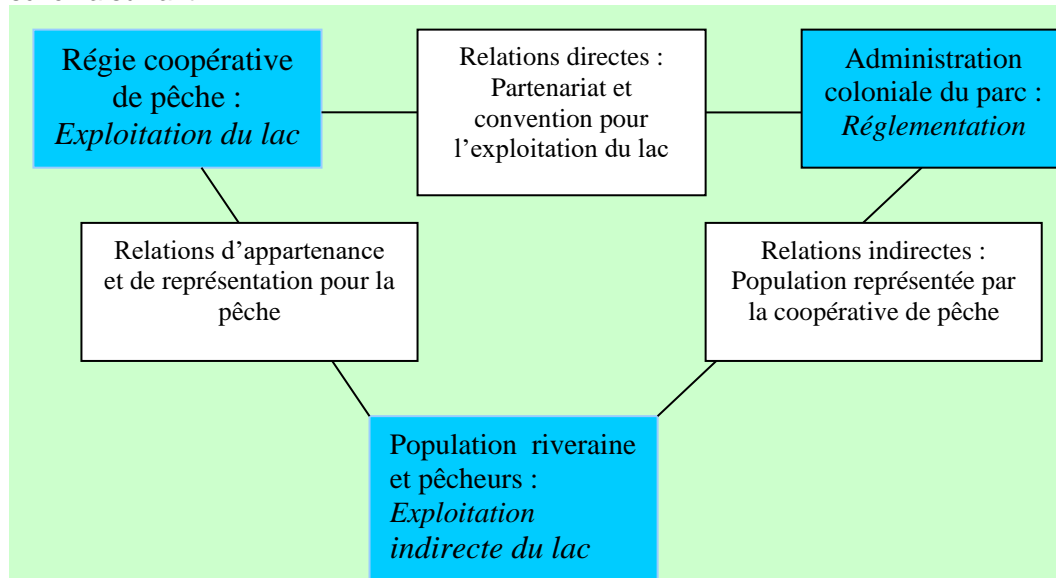 Régie coopérative
de pêche :
Exploitation du lac
Relations directes :
Partenariat et
convention pour
l’exploitation du lac
Administration
coloniale du parc :
Réglementation
Relations d’appartenance
et de représentation pour la
pêche
Relations indirectes :
Population représentée par
la coopérative de pêche
Population riveraine
et pêcheurs :
Exploitation
indirecte du lac